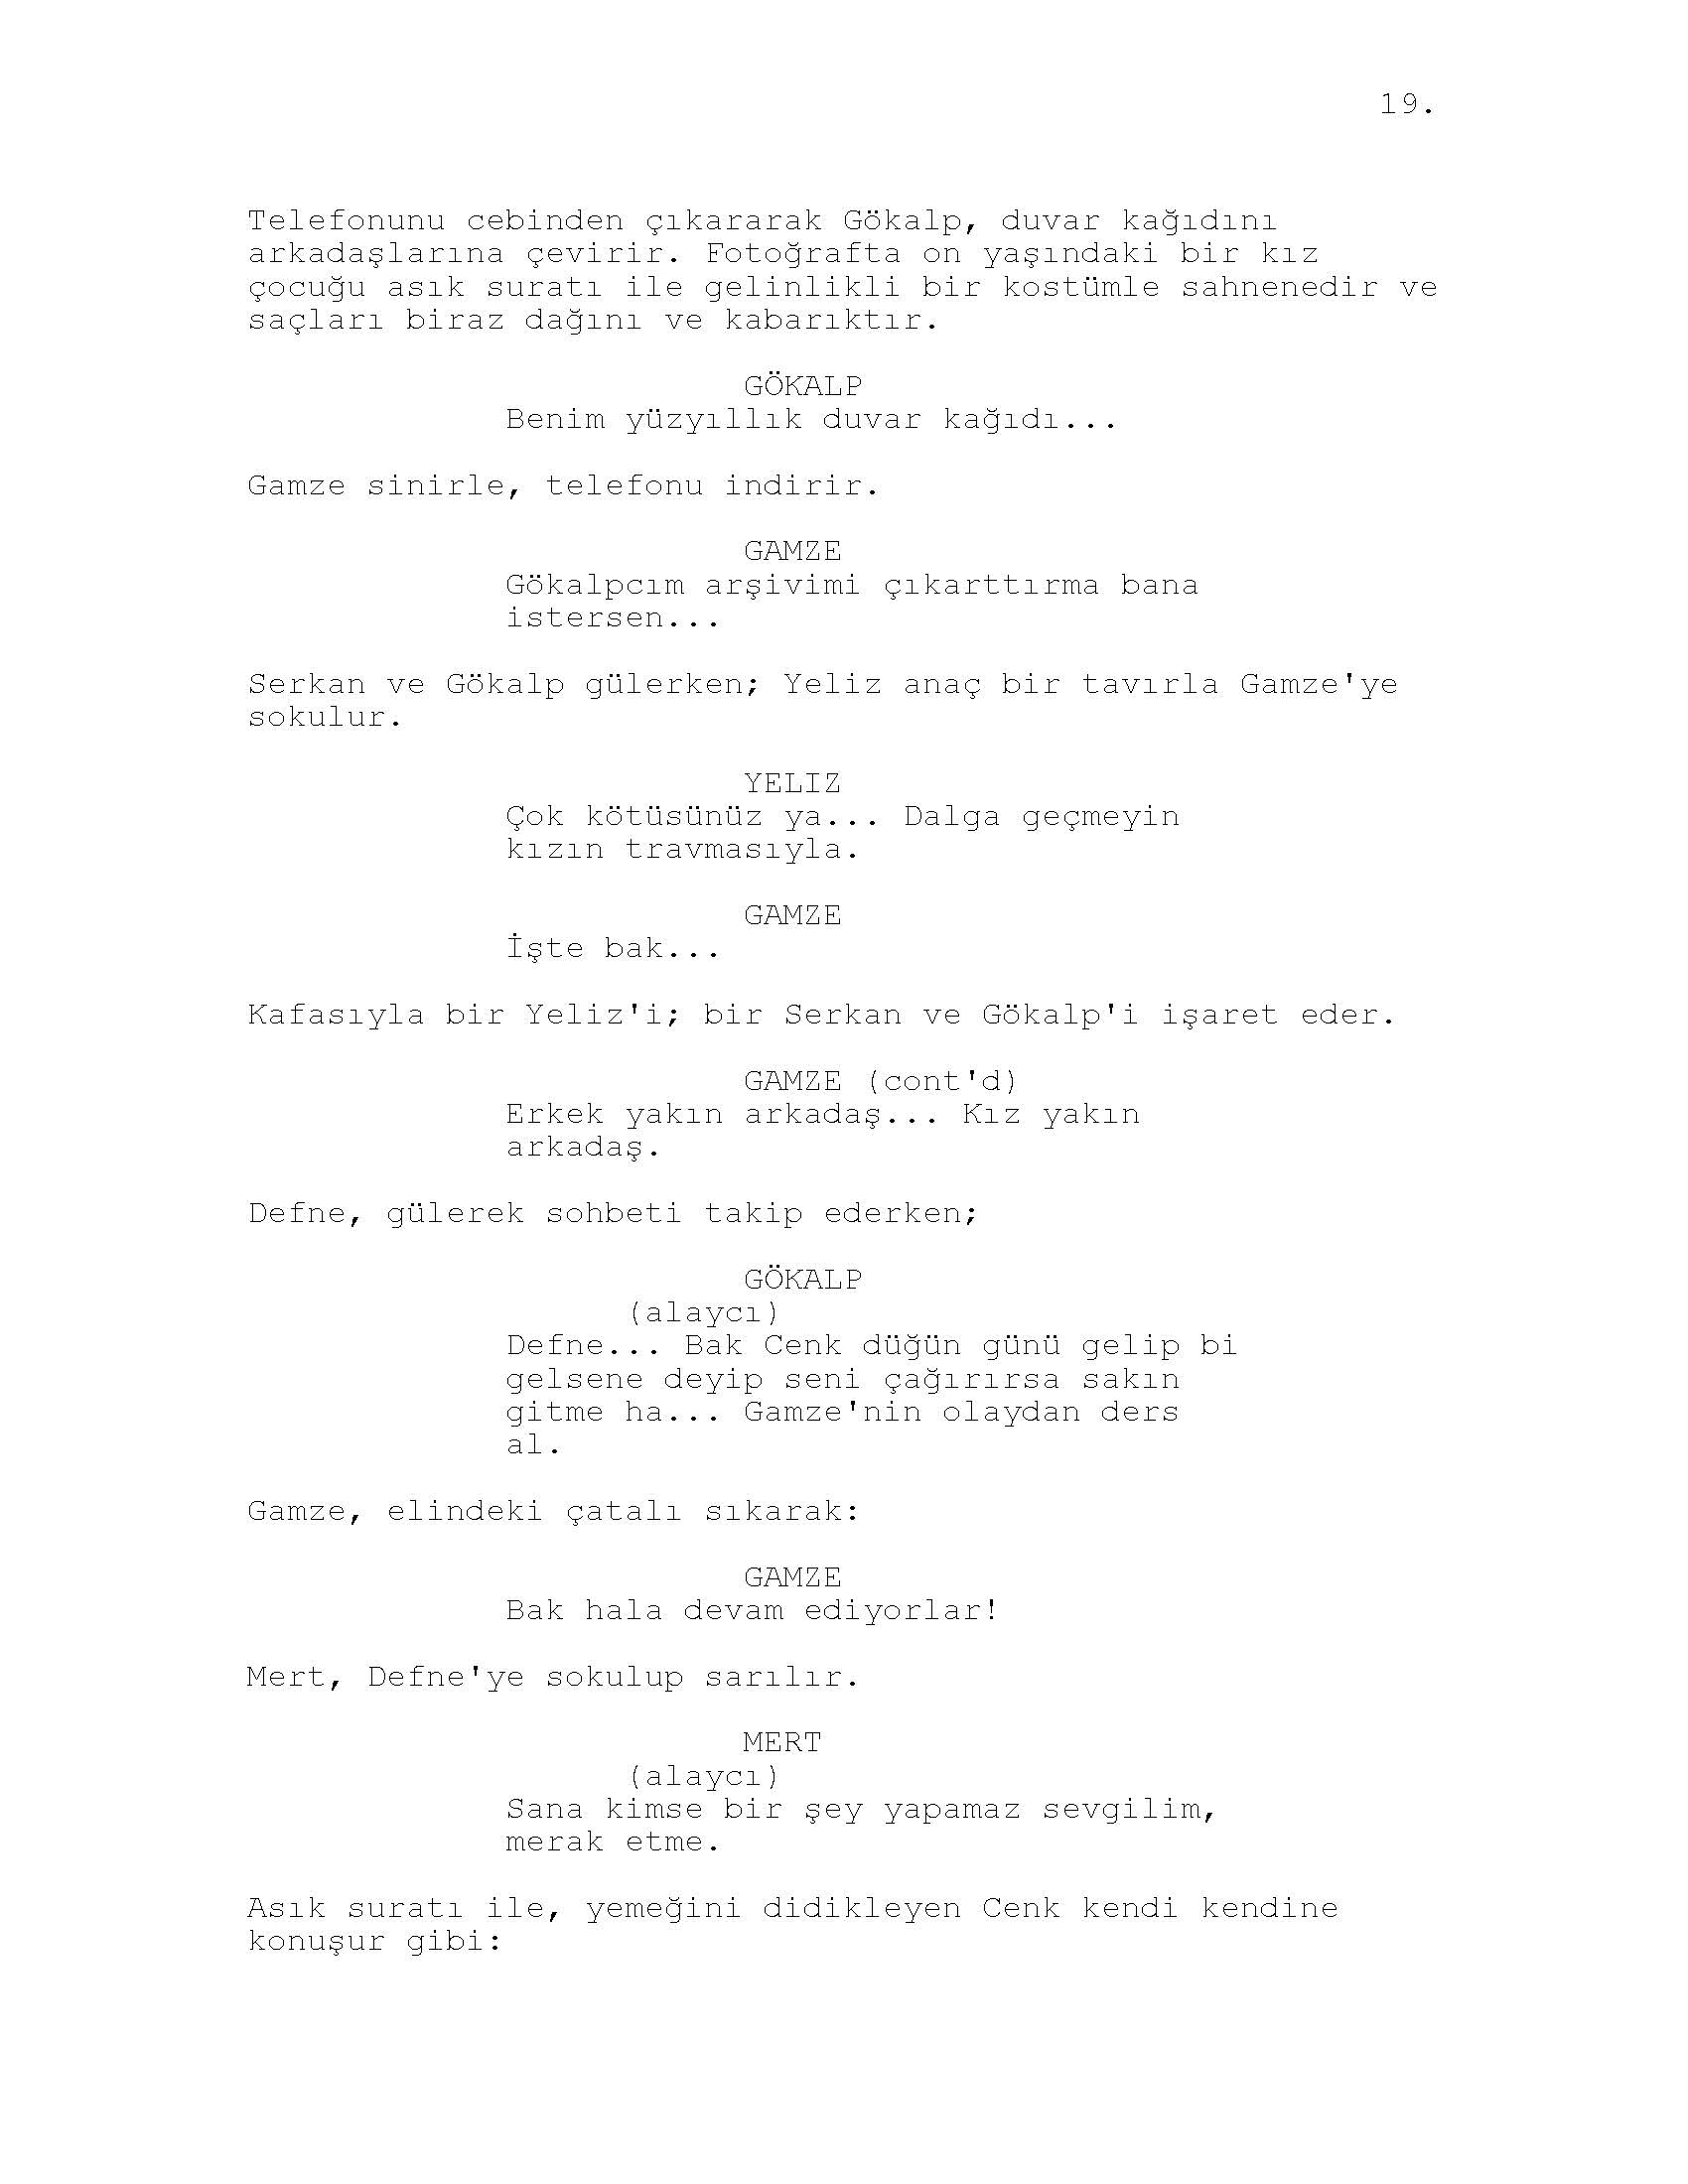 19.
Telefonunu cebinden çıkararak Gökalp, duvar kağıdını
arkadaşlarına çevirir. Fotoğrafta on yaşındaki bir kız
çocuğu asık suratı ile gelinlikli bir kostümle sahnenedir ve
saçları biraz dağını ve kabarıktır.
GÖKALP
Benim yüzyıllık duvar kağıdı...
Gamze sinirle, telefonu indirir.
GAMZE
Gökalpcım arşivimi çıkarttırma bana
istersen...
Serkan ve Gökalp gülerken; Yeliz anaç bir tavırla Gamze'ye
sokulur.
YELIZ
Çok kötüsünüz ya... Dalga geçmeyin
kızın travmasıyla.
GAMZE
İşte bak...
Kafasıyla bir Yeliz'i; bir Serkan ve Gökalp'i işaret eder.
GAMZE (cont'd)
Erkek yakın arkadaş... Kız yakın
arkadaş.
Defne, gülerek sohbeti takip ederken;
GÖKALP
(alaycı)
Defne... Bak Cenk düğün günü gelip bi
gelsene deyip seni çağırırsa sakın
gitme ha... Gamze'nin olaydan ders
al.
Gamze, elindeki çatalı sıkarak:
GAMZE
Bak hala devam ediyorlar!
Mert, Defne'ye sokulup sarılır.
MERT
(alaycı)
Sana kimse bir şey yapamaz sevgilim,
merak etme.
Asık suratı ile, yemeğini didikleyen Cenk kendi kendine
konuşur gibi: